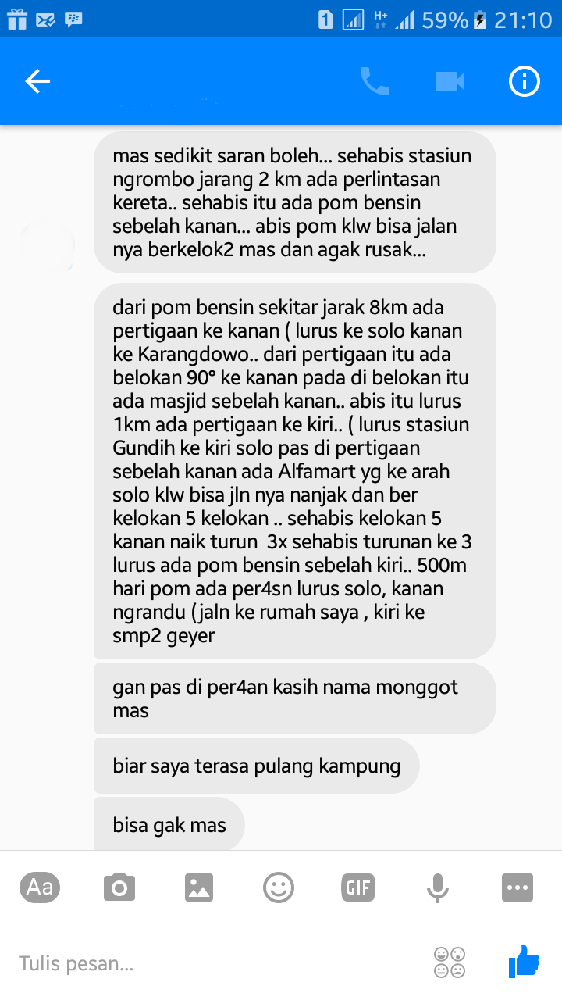 1 H+ 59% 21:10
mas sedikit saran boleh... sehabis stasiun
ngrombo jarang 2 km ada perlintasan
kereta.. sehabis itu ada pom bensin
sebelah kanan... abis pom klw bisa jalan
nya berkelok2 mas dan agak rusak...
dari pom bensin sekitar jarak 8km ada
pertigaan ke kanan ( lurus ke solo kanan
ke Karangdowo.. dari pertigaan itu ada
belokan 90° ke kanan pada di belokan itu
ada masjid sebelah kanan.. abis itu lurus
1km ada pertigaan ke kiri.. ( lurus stasiun
Gundih ke kiri solo pas di pertigaan
sebelah kanan ada Alfamart yg ke arah
solo klw bisa jln nya nanjak dan ber
kelokan 5 kelokan .. sehabis kelokan 5
kanan naik turun  3x sehabis turunan ke 3
lurus ada pom bensin sebelah kiri.. 500m
hari pom ada per4sn lurus solo, kanan
ngrandu (jaln ke rumah saya , kiri ke
smp2 geyer
gan pas di per4an kasih nama monggot
mas
biar saya terasa pulang kampung
bisa gak mas
Aa GIF
Tulis pesan...